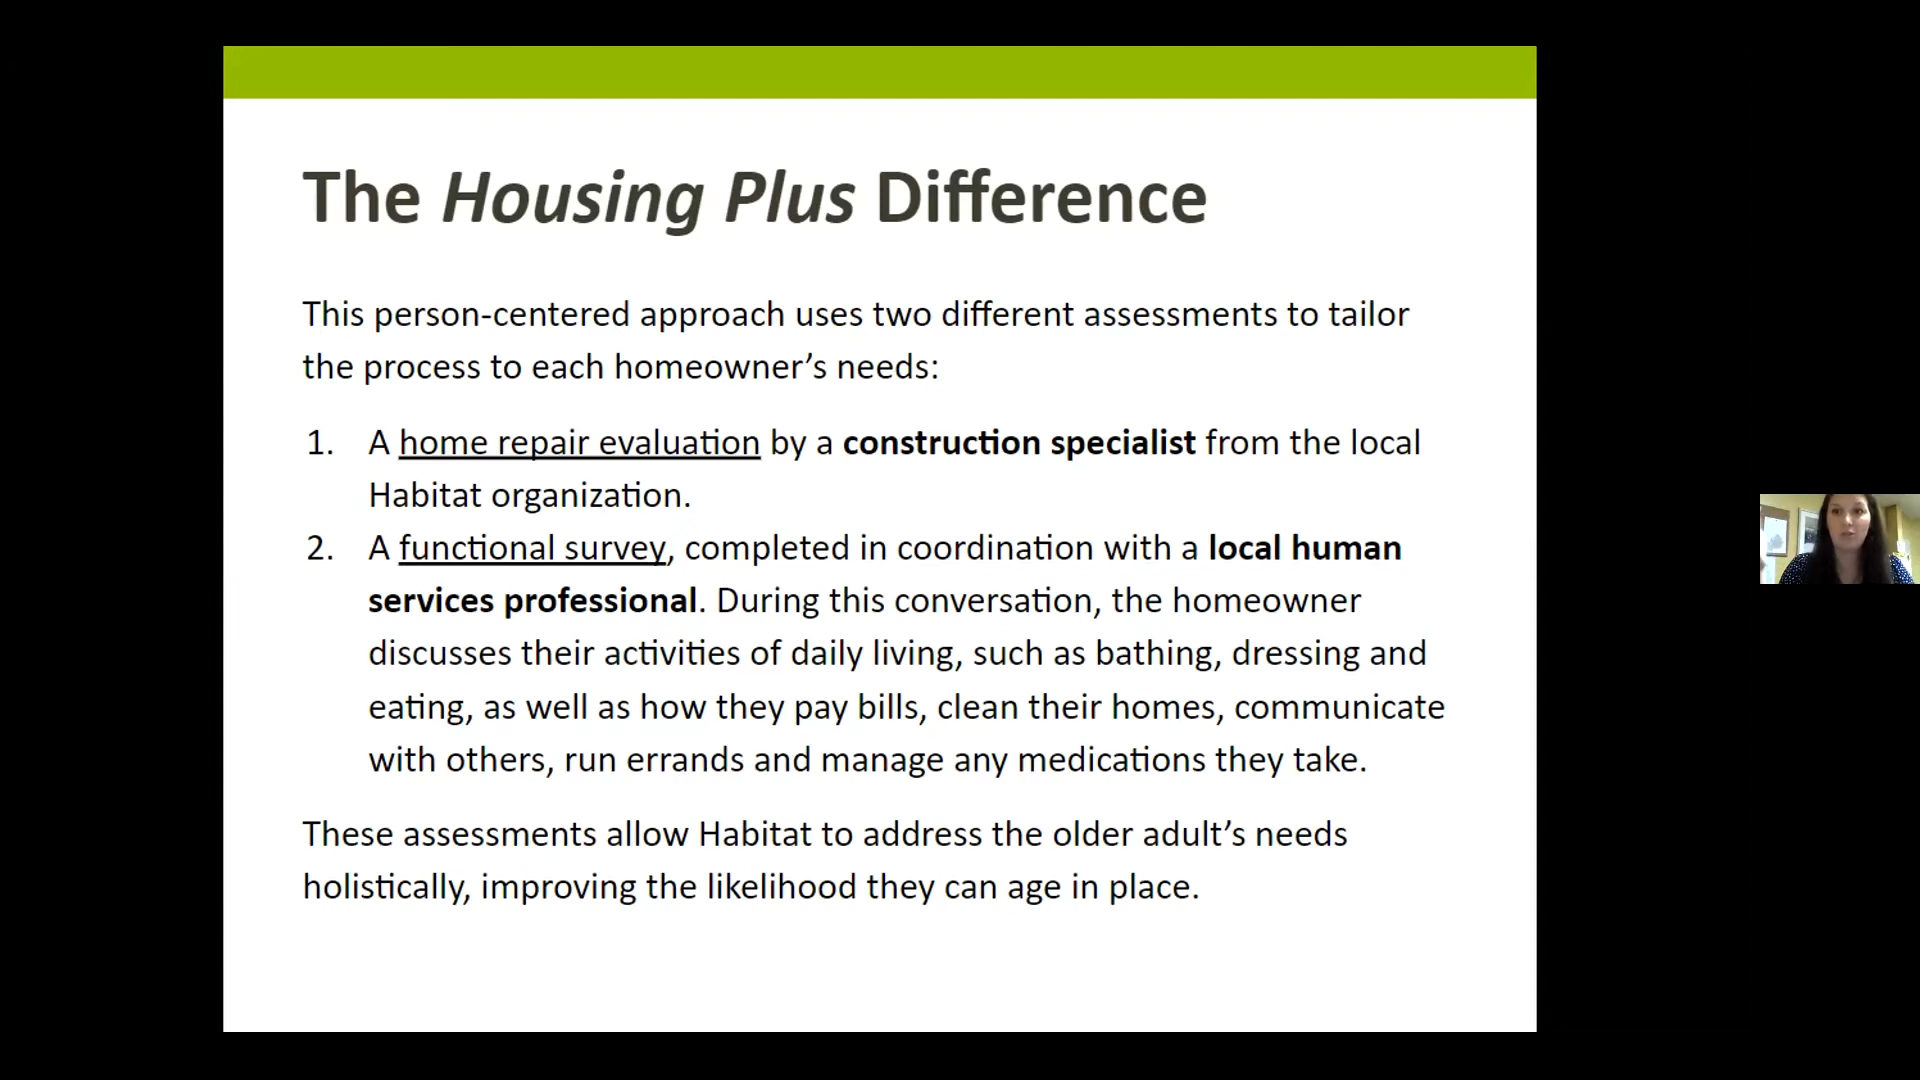 The Housing Plus Difference
This person-centered approach uses two different assessments to tailor
the process to each homeowner’s needs:
1. A home repair evaluation by a construction specialist from the local
Habitat organization.
2. A functional survey, completed in coordination with a local human
services professional. During this conversation, the homeowner
discusses their activities of daily living, such as bathing, dressing and
eating, as well as how they pay bills, clean their homes, communicate
with others, run errands and manage any medications they take.
These assessments allow Habitat to address the older adult’s needs
holistically, improving the likelihood they can age in place.